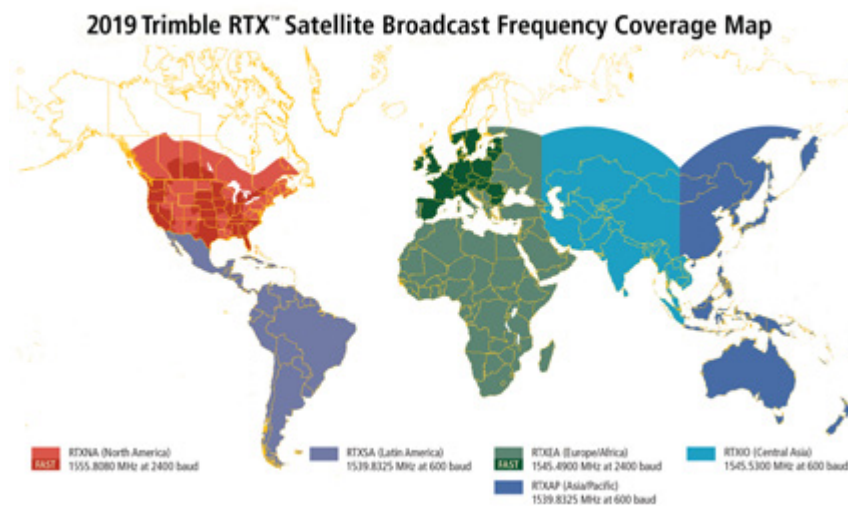 2019 Trimble RTX™ Satellite Broadcast Frequency Coverage Map
RTXNA (North America)
FAST 1555.8080 MHz at 2400 baud
RTXSA (Latin America)
1539.8325 MHz at 600 baud
RTXEA (Europe/Africa)
FAST 1545.4900 MHz at 2400 baud
RTXIO (Central Asia)
1545.5300 MHz at 600 baud
RTXAP (Asia/Pacific)
1539.8325 MHz at 600 baud